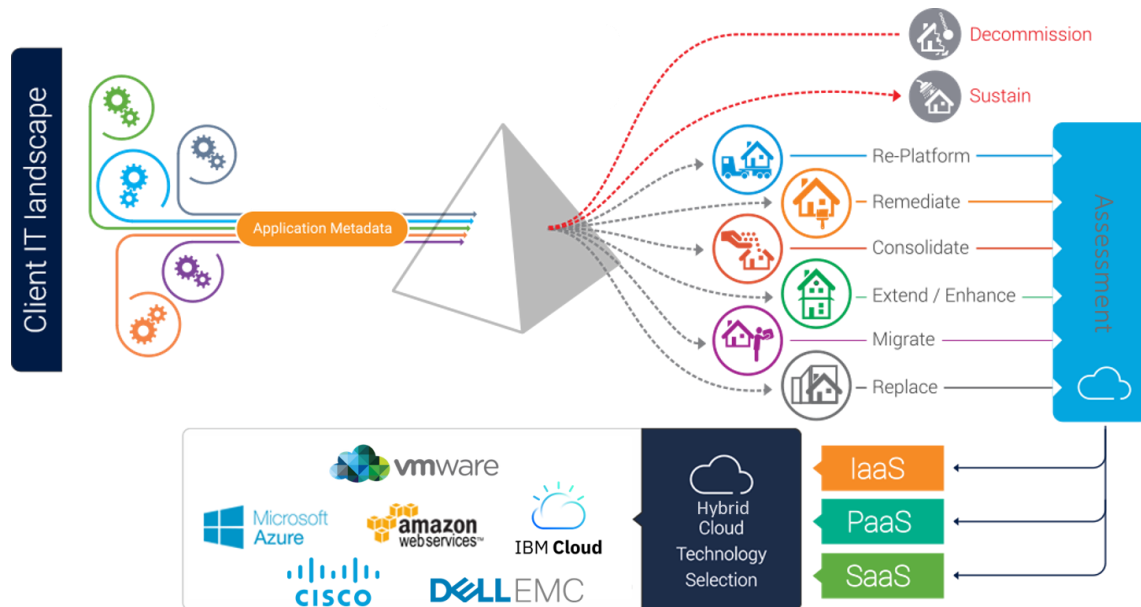 Client IT landscape
Application Metadata
Decommission
Sustain
Re-Platform
Remediate
Consolidate
Extend / Enhance
Migrate
Replace
Assessment
IaaS
PaaS
SaaS
Hybrid
Cloud
Technology
Selection
vmware
Microsoft
Azure
amazon
webservices™
IBM Cloud
CISCO
DELLEMC